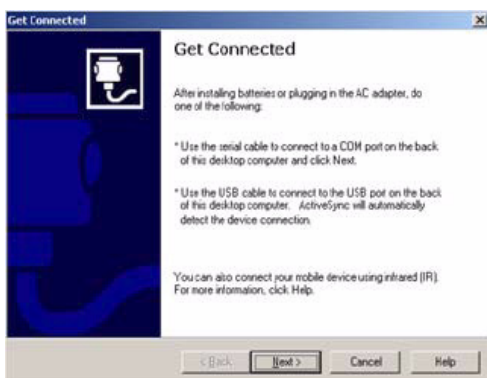 Get Connected
Get Connected
After installing batteries or plugging in the AC adapter, do
one of the following:
* Use the serial cable to connect to a COM port on the back
of this desktop computer and click Next.
* Use the USB cable to connect to the USB port on the back
of this desktop computer. ActiveSync will automatically
detect the device connection.
You can also connect your mobile device using infrared (IR).
For more information, click Help.
< Back Next > Cancel Help